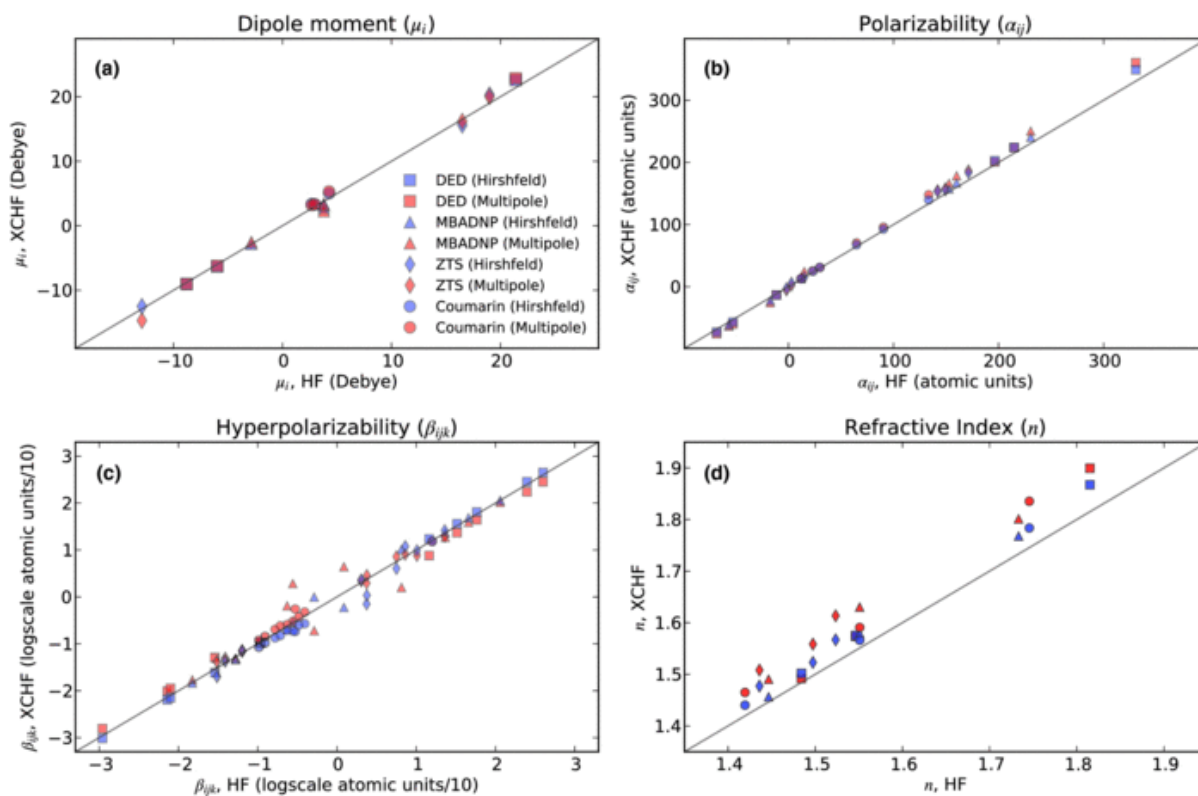 Dipole moment (μi)
(a)
20
10
0
−10
−10
0
10
20
μi, XCHF (Debye)
μi, HF (Debye)
DED (Hirshfeld)
DED (Multipole)
MBADNP (Hirshfeld)
MBADNP (Multipole)
ZTS (Hirshfeld)
ZTS (Multipole)
Coumarin (Hirshfeld)
Coumarin (Multipole)
Polarizability (αij)
(b)
300
200
100
0
0
100
200
300
αij, XCHF (atomic units)
αij, HF (atomic units)
Hyperpolarizability (βijk)
(c)
3
2
1
0
−1
−2
−3
−3
−2
−1
0
1
2
3
βijk, XCHF (logscale atomic units/10)
βijk, HF (logscale atomic units/10)
Refractive Index (n)
(d)
1.9
1.8
1.7
1.6
1.5
1.4
1.4
1.5
1.6
1.7
1.8
1.9
n, XCHF
n, HF